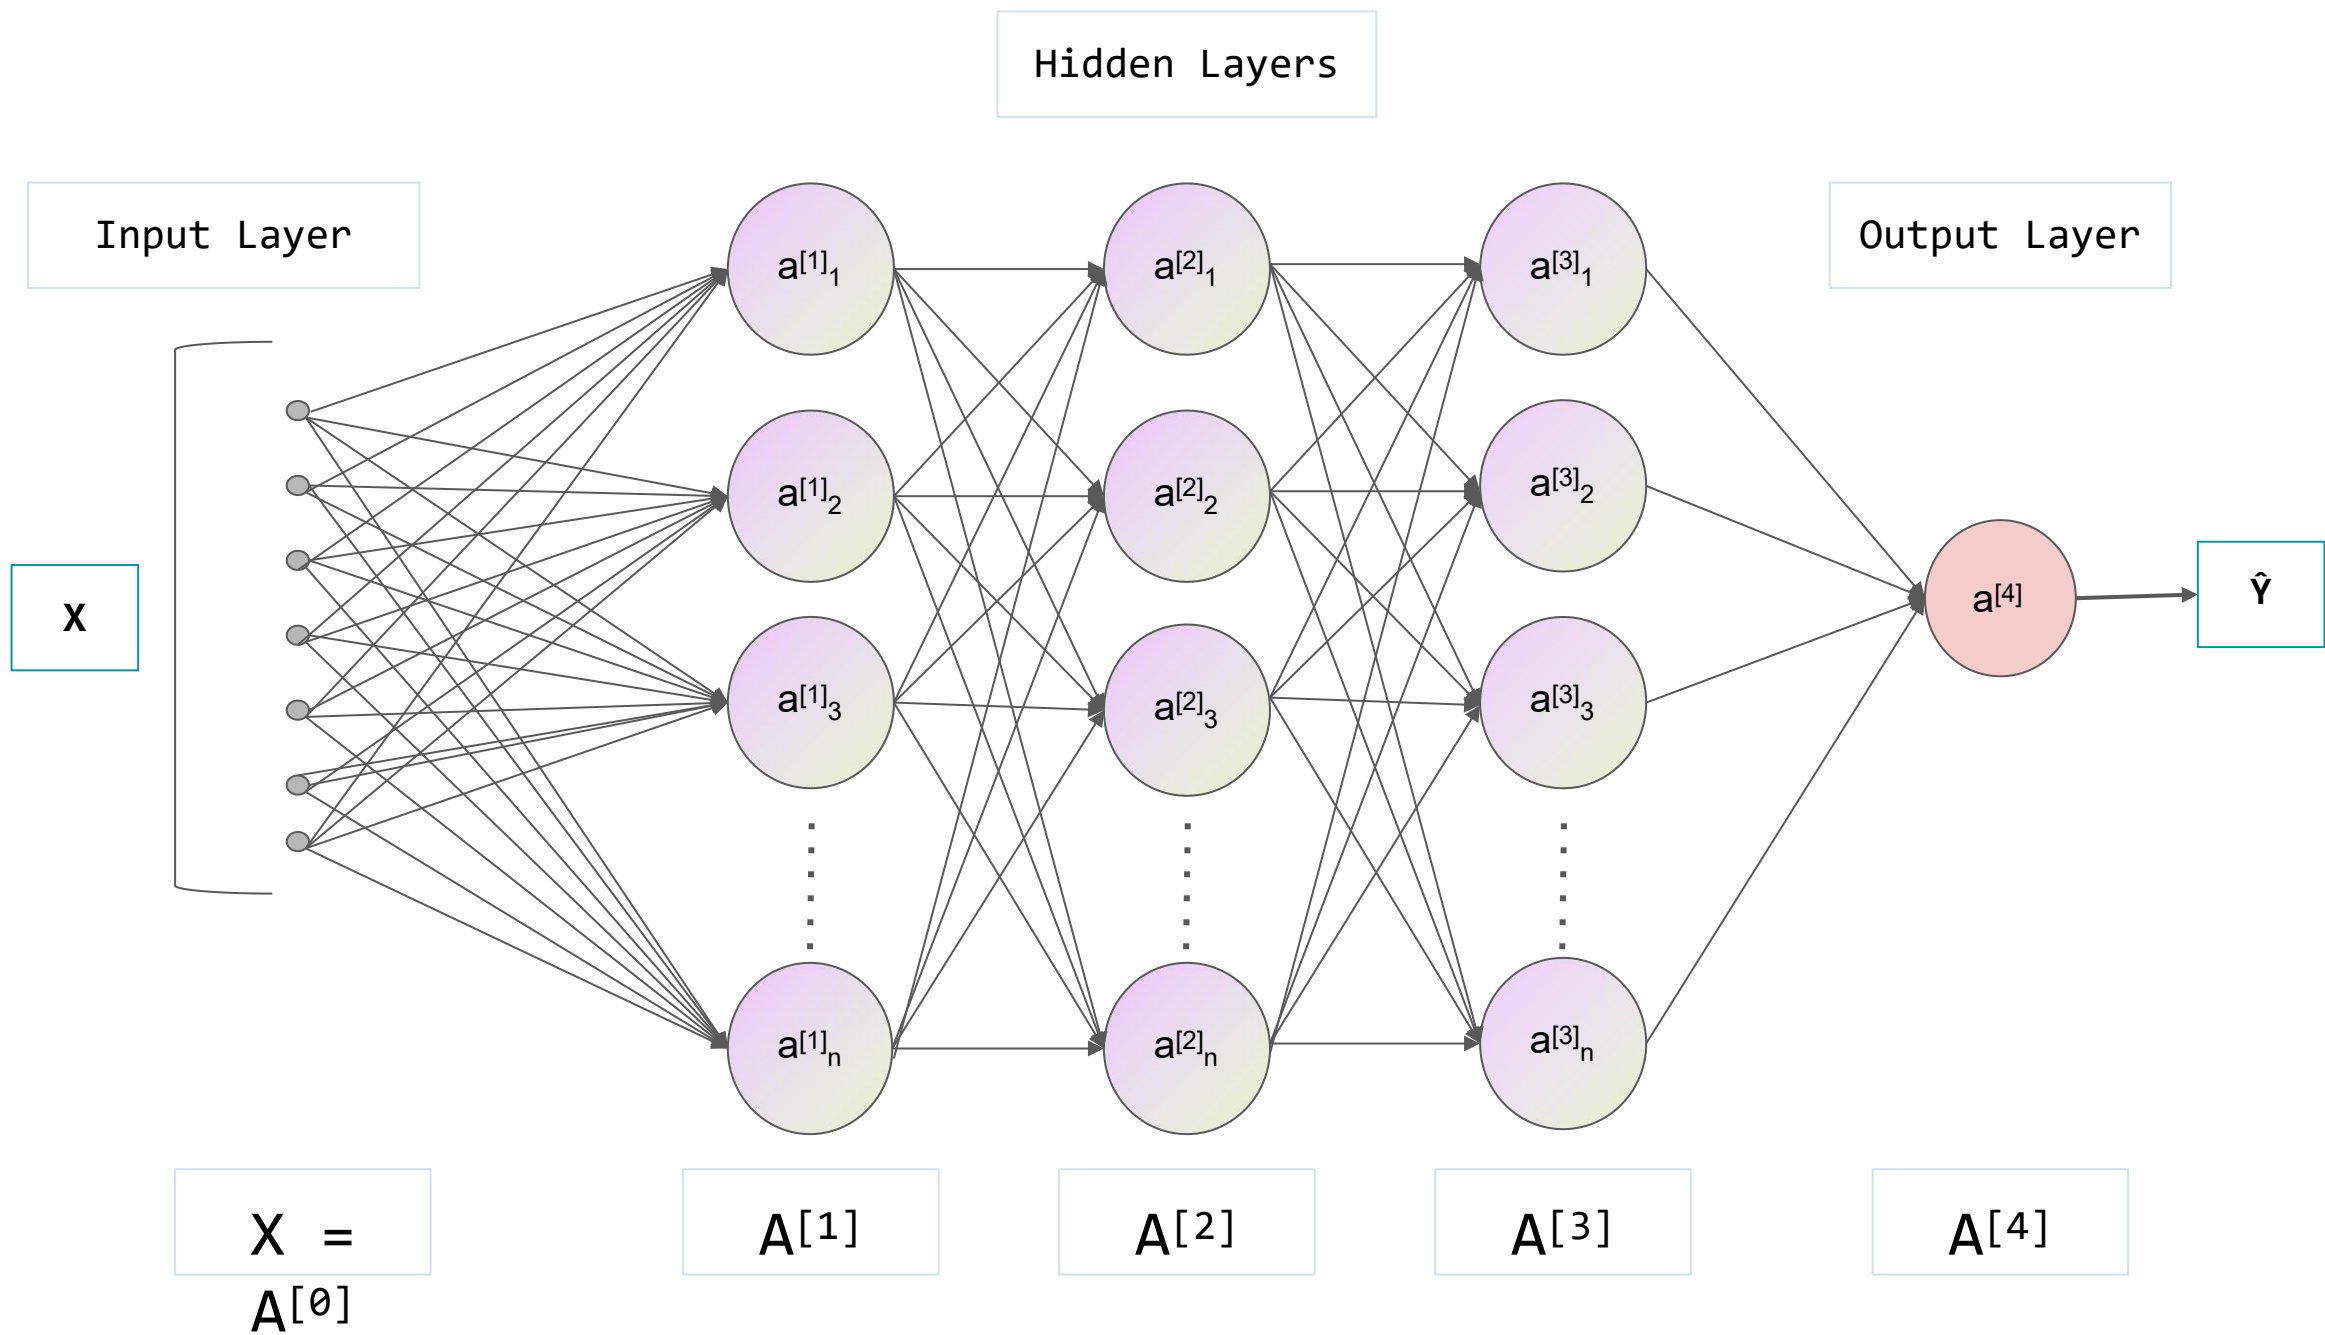 Hidden Layers
Input Layer
Output Layer
a[1]1
a[2]1
a[3]1
a[1]2
a[2]2
a[3]2
X
a[4]
Ŷ
a[1]3
a[2]3
a[3]3
a[1]n
a[2]n
a[3]n
X =
A[0]
A[1]
A[2]
A[3]
A[4]